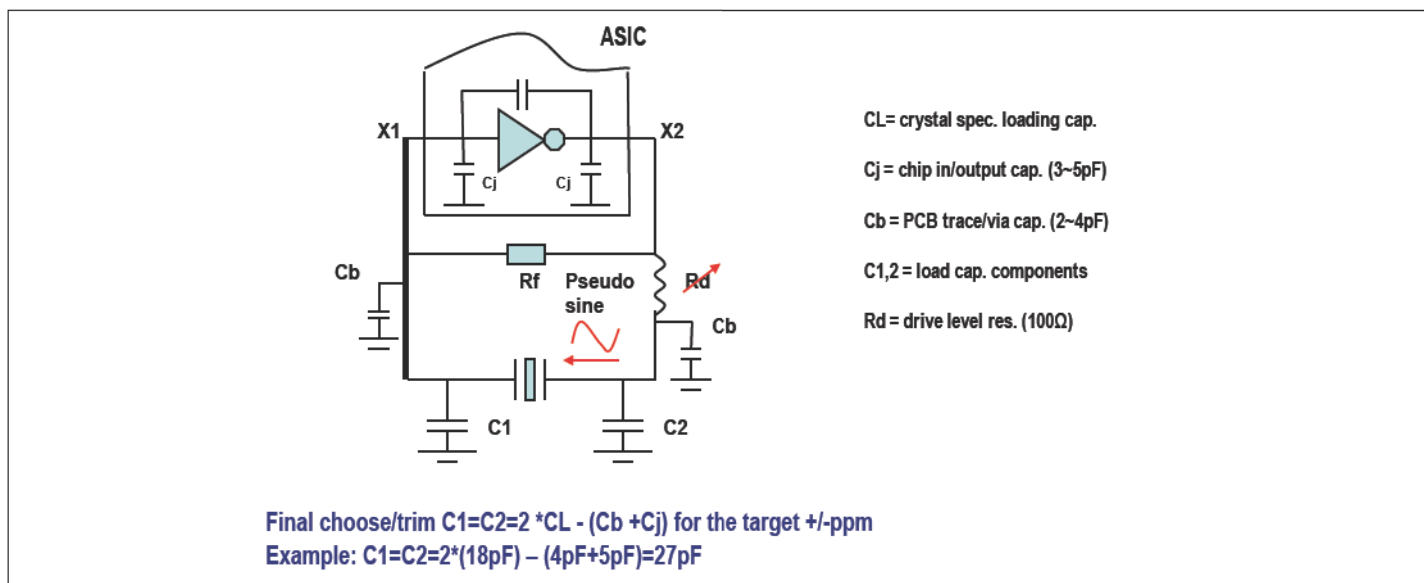 ASIC
X1
X2
Cj
Cj
Cb
Rf
Pseudo
sine
Rd
Cb
C1
C2
CL= crystal spec. loading cap.
Cj = chip in/output cap. (3~5pF)
Cb = PCB trace/via cap. (2~4pF)
C1,2 = load cap. components
Rd = drive level res. (100Ω)
Final choose/trim C1=C2=2 *CL - (Cb +Cj) for the target +/-ppm
Example: C1=C2=2*(18pF) – (4pF+5pF)=27pF